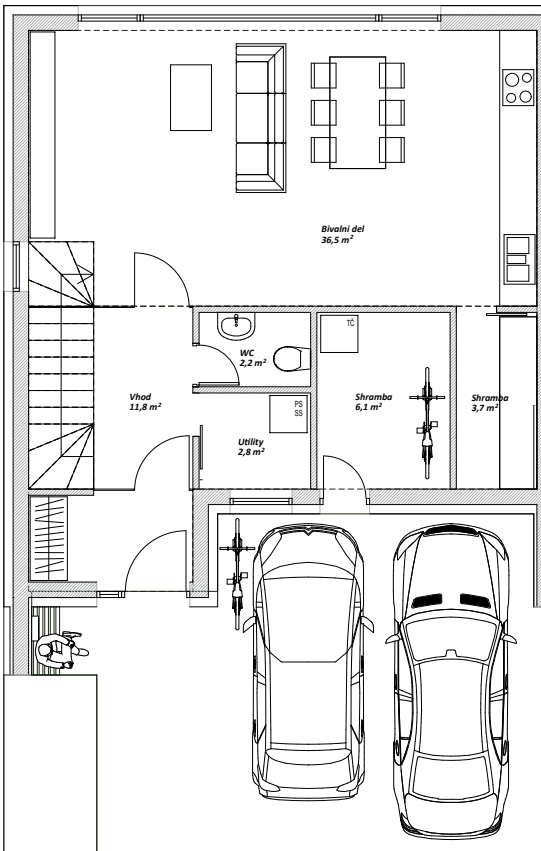 Bivalni del
36,5 m²
TČ
WC
2,2 m²
Vhod
11,8 m²
Shramba
6,1 m²
Shramba
3,7 m²
PS
SS
Utility
2,8 m²